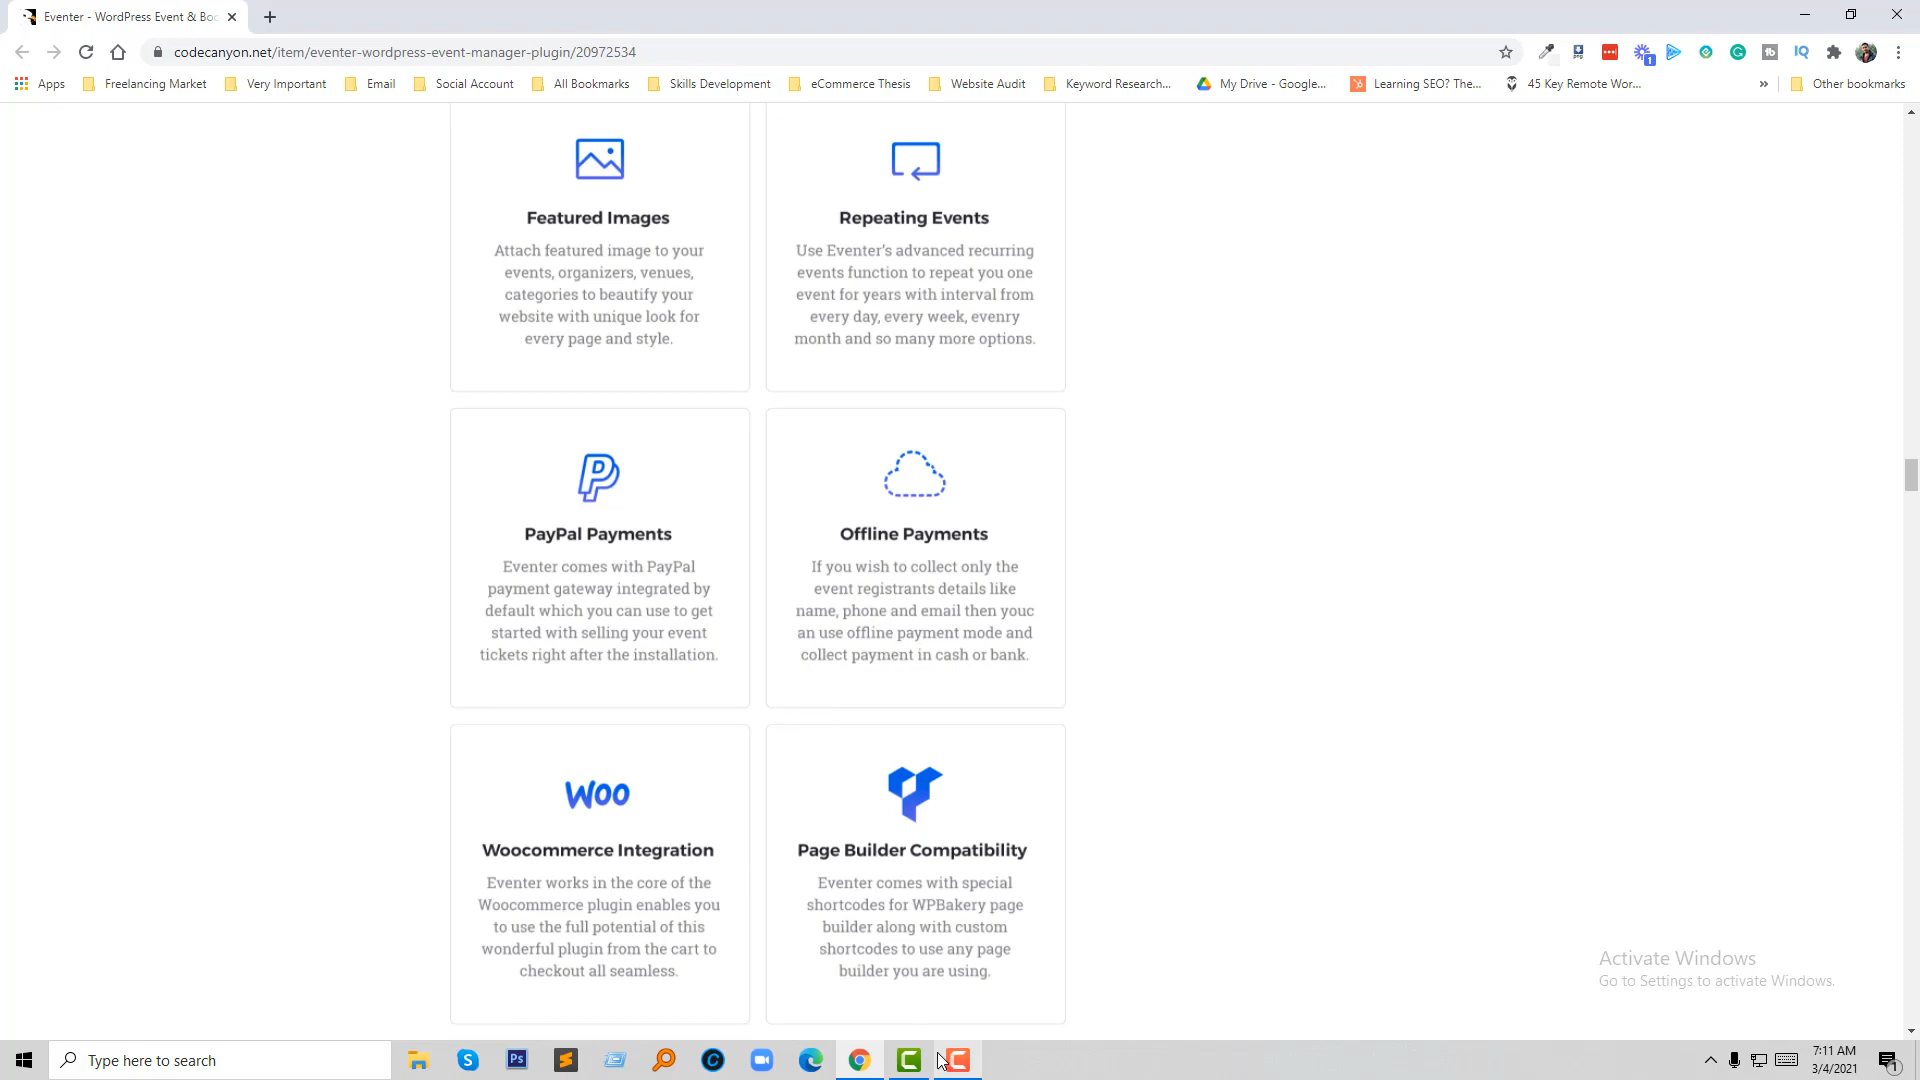 Eventer - WordPress Event & Boo
codecanyon.net/item/eventer-wordpress-event-manager-plugin/20972534
Apps
Freelancing Market
Very Important
Email
Social Account
All Bookmarks
Skills Development
eCommerce Thesis
Website Audit
Keyword Research...
My Drive - Google...
Learning SEO? The...
45 Key Remote Wor...
»
Other bookmarks
Featured Images
Attach featured image to your
events, organizers, venues,
categories to beautify your
website with unique look for
every page and style.
Repeating Events
Use Eventer's advanced recurring
events function to repeat you one
event for years with interval from
every day, every week, evenry
month and so many more options.
PayPal Payments
Eventer comes with PayPal
payment gateway integrated by
default which you can use to get
started with selling your event
tickets right after the installation.
Offline Payments
If you wish to collect only the
event registrants details like
name, phone and email then youc
an use offline payment mode and
collect payment in cash or bank.
Woo
Woocommerce Integration
Eventer works in the core of the
Woocommerce plugin enables you
to use the full potential of this
wonderful plugin from the cart to
checkout all seamless.
Page Builder Compatibility
Eventer comes with special
shortcodes for WPBakery page
builder along with custom
shortcodes to use any page
builder you are using.
Activate Windows
Go to Settings to activate Windows.
Type here to search
Ps
7:11 AM
3/4/2021
1